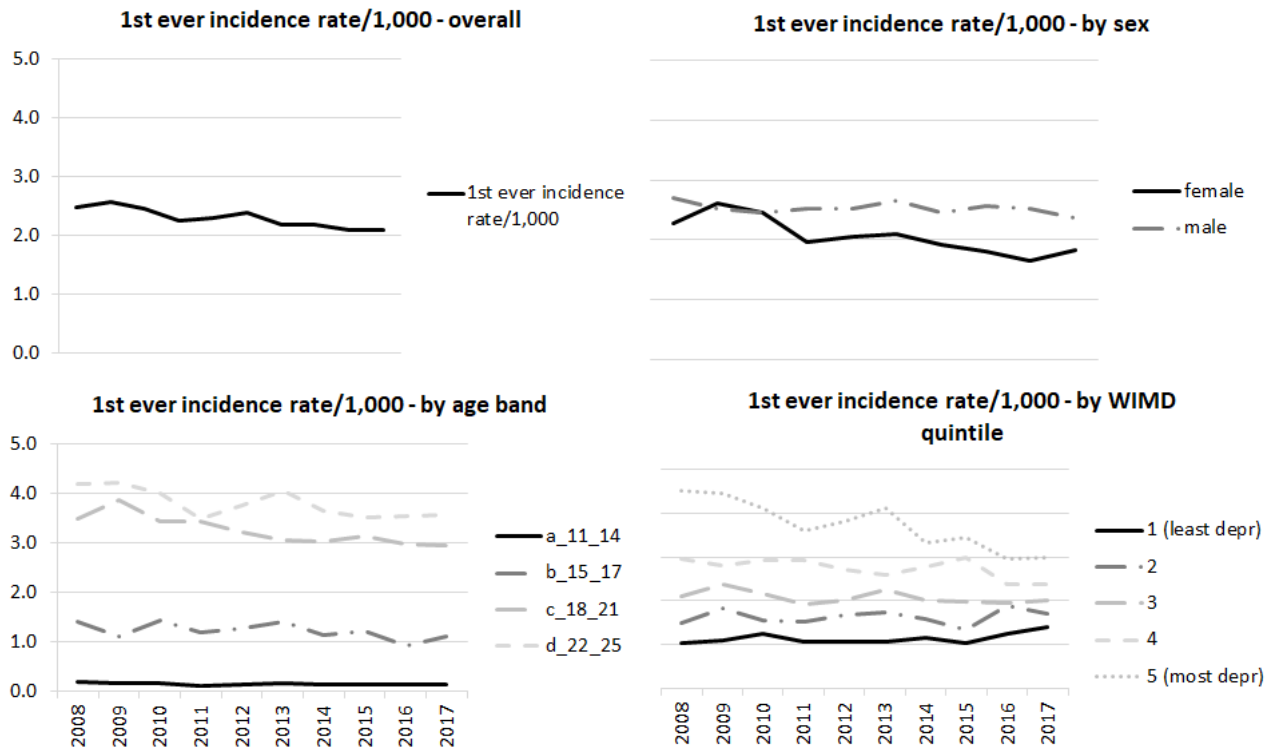 1st ever incidence rate/1,000 - overall
5.0
4.0
3.0
2.0
1.0
0.0
1st ever incidence
rate/1,000
1st ever incidence rate/1,000 - by sex
female
male
1st ever incidence rate/1,000 - by age band
5.0
4.0
3.0
2.0
1.0
0.0
2008
2009
2010
2011
2012
2013
2014
2015
2016
2017
a_11_14
b_15_17
c_18_21
d_22_25
1st ever incidence rate/1,000 - by WIMD
quintile
2008
2009
2010
2011
2012
2013
2014
2015
2016
2017
1 (least depr)
2
3
4
5 (most depr)